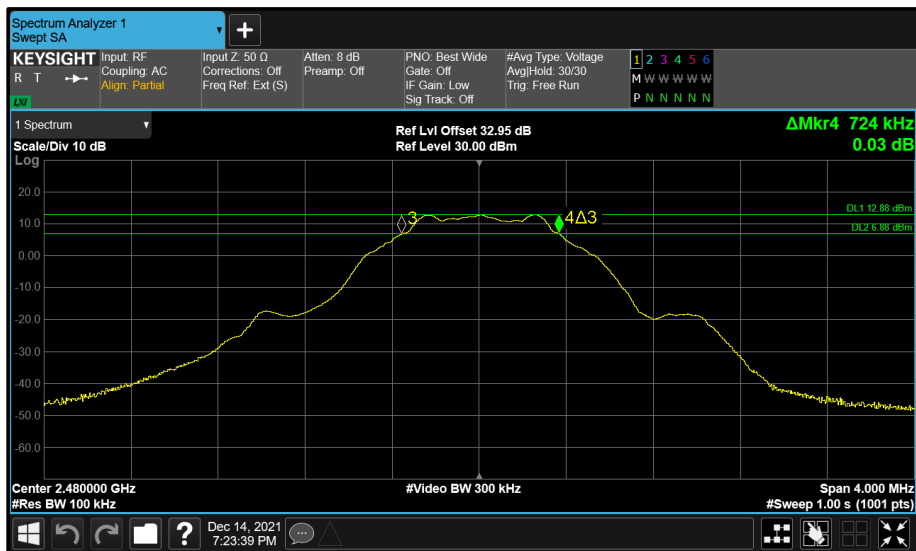 Spectrum Analyzer 1
Swept SA
+
KEYSIGHT
R T
LXI
Input: RF
Coupling: AC
Align: Partial
Input Z: 50 Ω
Corrections: Off
Freq Ref: Ext (S)
Atten: 8 dB
Preamp: Off
PNO: Best Wide
Gate: Off
IF Gain: Low
Sig Track: Off
#Avg Type: Voltage
Avg|Hold: 30/30
Trig: Free Run
1 2 3 4 5 6
M W W W W W
P N N N N N
1 Spectrum
Scale/Div 10 dB
Log
Ref Lvl Offset 32.95 dB
Ref Level 30.00 dBm
ΔMkr4 724 kHz
0.03 dB
20.0
10.0
0.00
-10.0
-20.0
-30.0
-40.0
-50.0
-60.0
3
4Δ3
DL1 12.88 dBm
DL2 6.88 dBm
Center 2.480000 GHz
#Res BW 100 kHz
#Video BW 300 kHz
Span 4.000 MHz
#Sweep 1.00 s (1001 pts)
?
Dec 14, 2021
7:23:39 PM